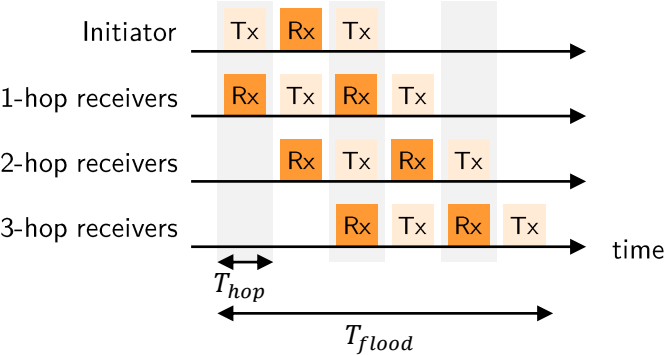 Initiator Tx Rx Tx
1-hop receivers Rx Tx Rx Tx
2-hop receivers Rx Tx Rx Tx
3-hop receivers Rx Tx Rx Tx
time
T_hop
T_flood